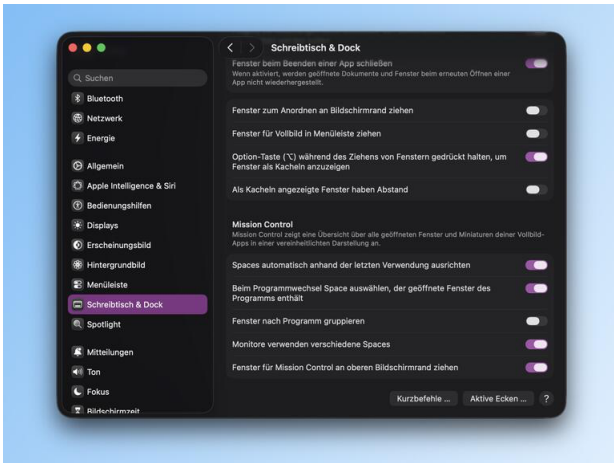 Schreibtisch & Dock
Suchen
Bluetooth
Netzwerk
Energie
Allgemein
Apple Intelligence & Siri
Bedienungshilfen
Displays
Erscheinungsbild
Hintergrundbild
Menüleiste
Schreibtisch & Dock
Spotlight
Mitteilungen
Ton
Fokus
Bildschirmzeit
Fenster beim Beenden einer App schließen
Wenn aktiviert, werden geöffnete Dokumente und Fenster beim erneuten Öffnen einer
App nicht wiederhergestellt.
Fenster zum Anordnen an Bildschirmrand ziehen
Fenster für Vollbild in Menüleiste ziehen
Option-Taste (⌥) während des Ziehens von Fenstern gedrückt halten, um
Fenster als Kacheln anzuzeigen
Als Kacheln angezeigte Fenster haben Abstand
Mission Control
Mission Control zeigt eine Übersicht über alle geöffneten Fenster und Miniaturen deiner Vollbild-
Apps in einer vereinheitlichten Darstellung an.
Spaces automatisch anhand der letzten Verwendung ausrichten
Beim Programmwechsel Space auswählen, der geöffnete Fenster des
Programms enthält
Fenster nach Programm gruppieren
Monitore verwenden verschiedene Spaces
Fenster für Mission Control an oberen Bildschirmrand ziehen
Kurzbefehle ...
Aktive Ecken ...
?